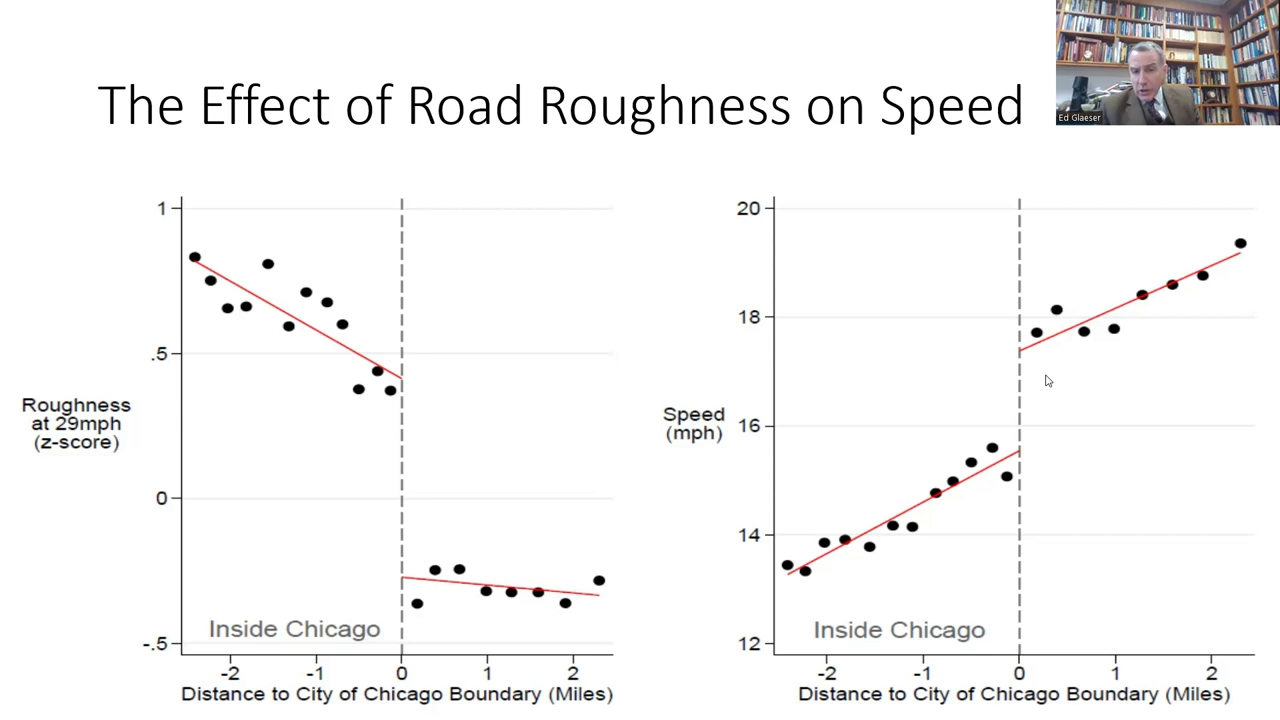 The Effect of Road Roughness on Speed
Ed Glaeser
1
.5
0
-.5
Roughness
at 29mph
(z-score)
Inside Chicago
-2
-1
0
1
2
Distance to City of Chicago Boundary (Miles)
20
18
16
14
12
Speed
(mph)
Inside Chicago
-2
-1
0
1
2
Distance to City of Chicago Boundary (Miles)